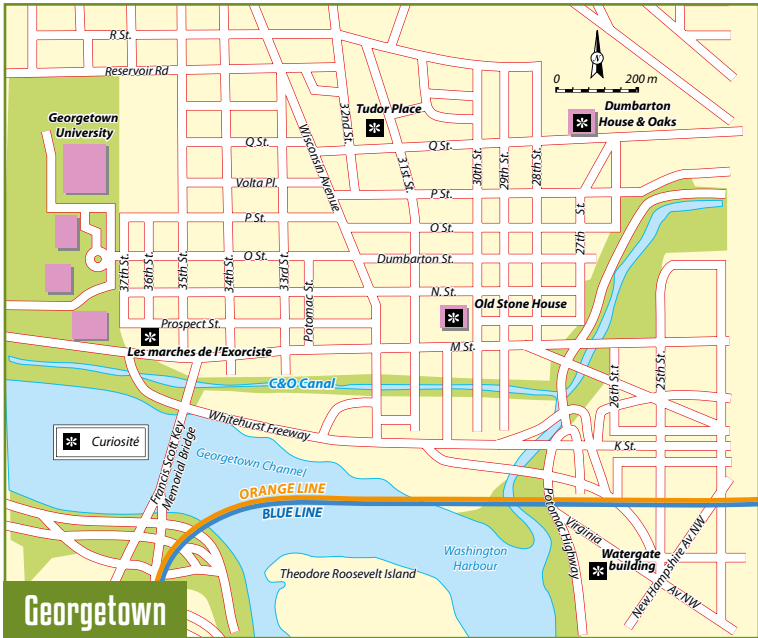 R St.
Reservoir Rd
0
200 m
N
Georgetown
University
32nd St.
Tudor Place
Dumbarton
House & Oaks
Wisconsin Avenue
Q St.
Q St.
31st St.
30th St.
29th St.
28th St.
Volta Pl.
P St.
P St.
O St.
27th St.
37th St.
36th St.
35th St.
34th St.
O St.
33rd St.
Dumbarton St.
Potomac St.
N St.
Old Stone House
Prospect St.
Les marches de l'Exorciste
M St.
C&O Canal
26th St.t
25th St.
Whitehurst Freeway
Curiosité
Francis Scott Key
Memorial Bridge
Georgetown Channel
K St.
ORANGE LINE
BLUE LINE
Potomac Highway
Virginia
Av.NW
New Hampshire Av.NW
Washington
Harbour
Watergate
building
Theodore Roosevelt Island
Georgetown